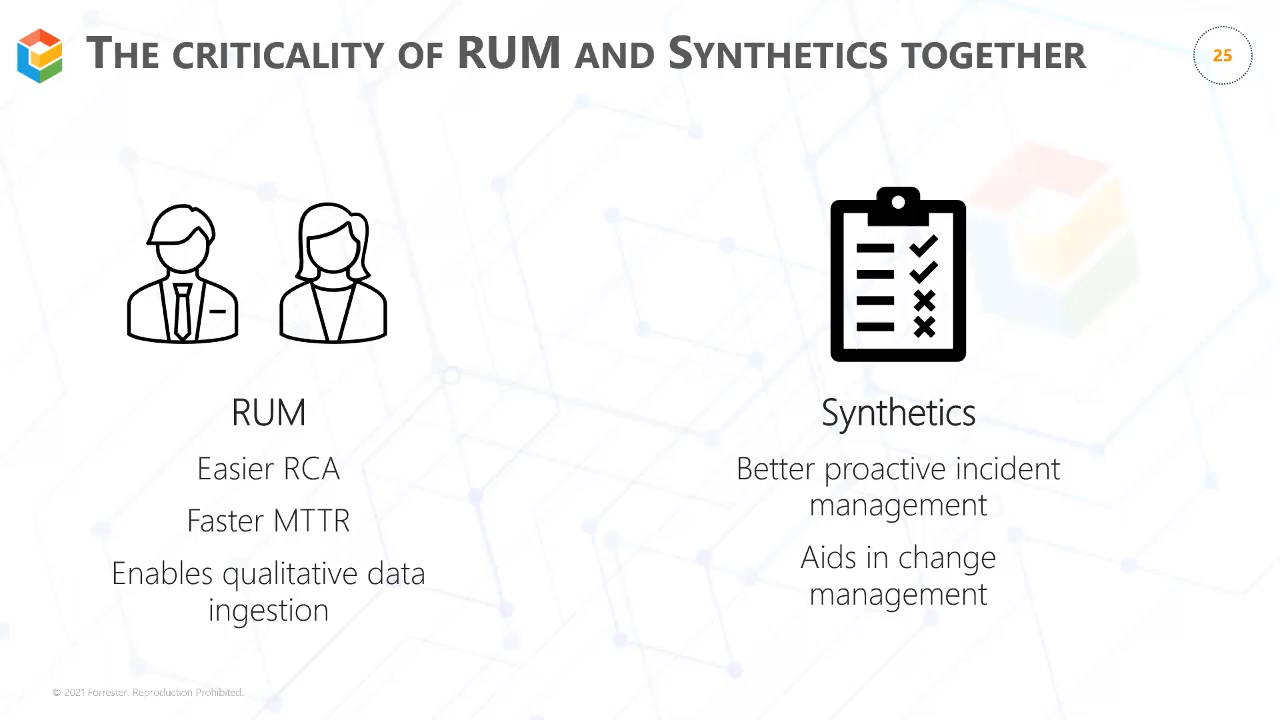 THE CRITICALITY OF RUM AND SYNTHETICS TOGETHER
25
RUM
Easier RCA
Faster MTTR
Enables qualitative data
ingestion
Synthetics
Better proactive incident
management
Aids in change
management
© 2021 Forrester. Reproduction Prohibited.